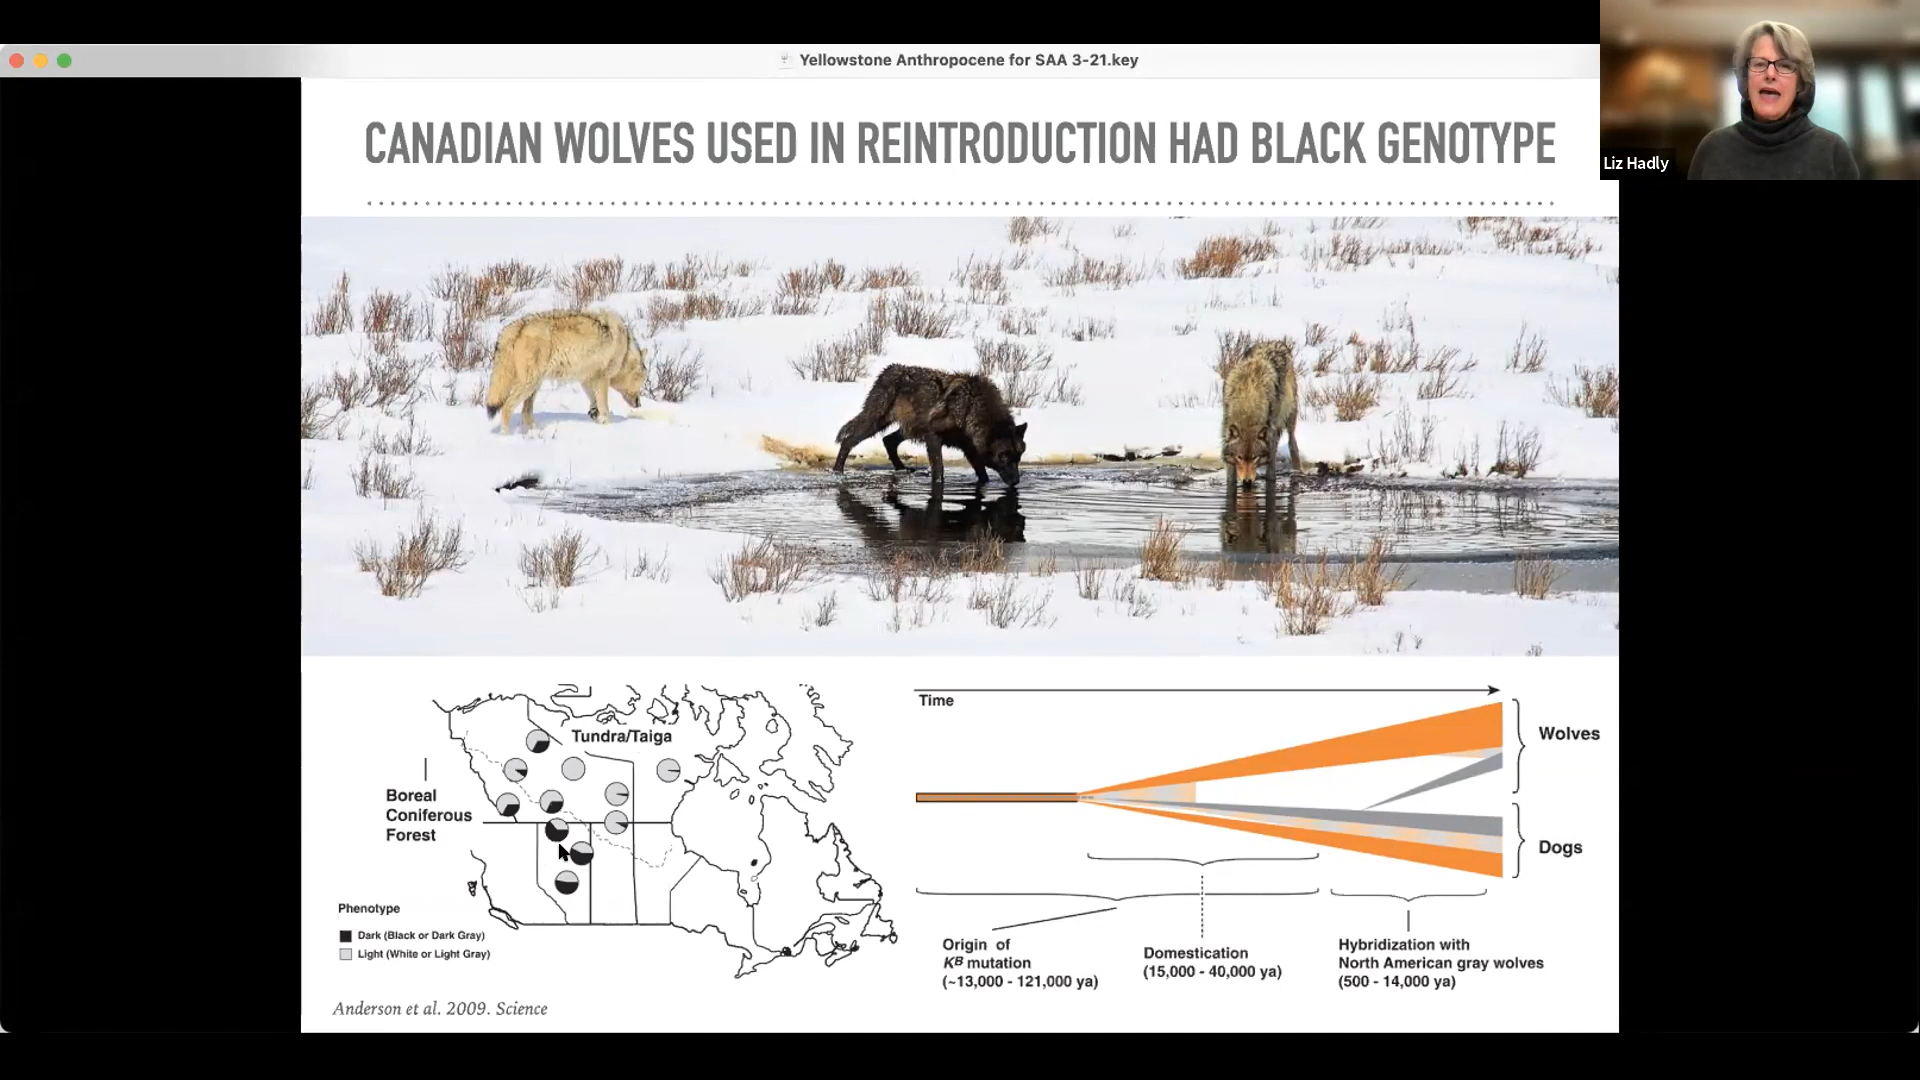 Yellowstone Anthropocene for SAA 3-21.key
Liz Hadly
CANADIAN WOLVES USED IN REINTRODUCTION HAD BLACK GENOTYPE
Tundra/Taiga
Boreal
Coniferous
Forest
Phenotype
Dark (Black or Dark Gray)
Light (White or Light Gray)
Anderson et al. 2009. Science
Time
Wolves
Dogs
Origin of
KB mutation
(~13,000 - 121,000 ya)
Domestication
(15,000 - 40,000 ya)
Hybridization with
North American gray wolves
(500 - 14,000 ya)